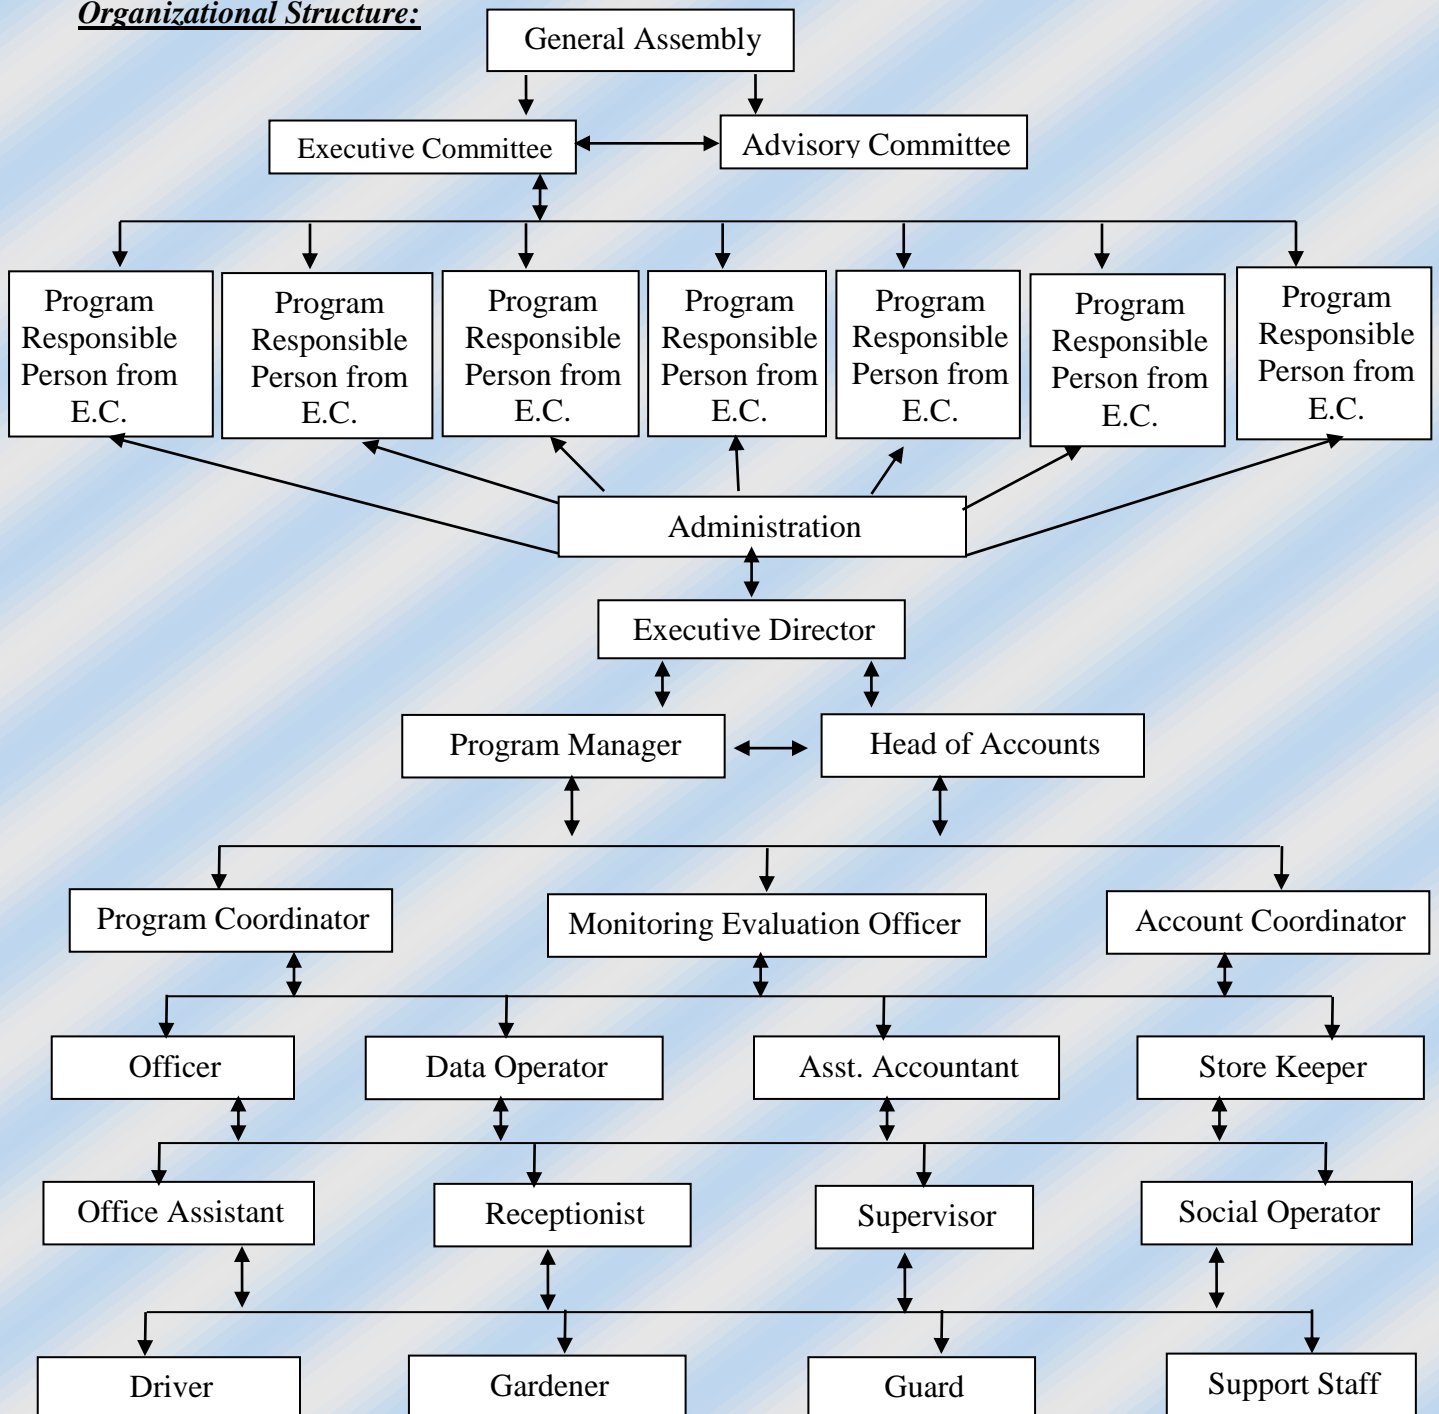 Organizational Structure:
General Assembly
Executive Committee
Advisory Committee
Program
Responsible
Person from
E.C.
Program
Responsible
Person from
E.C.
Program
Responsible
Person from
E.C.
Program
Responsible
Person from
E.C.
Program
Responsible
Person from
E.C.
Program
Responsible
Person from
E.C.
Program
Responsible
Person from
E.C.
Administration
Executive Director
Program Manager
Head of Accounts
Program Coordinator
Monitoring Evaluation Officer
Account Coordinator
Officer
Data Operator
Asst. Accountant
Store Keeper
Office Assistant
Receptionist
Supervisor
Social Operator
Driver
Gardener
Guard
Support Staff